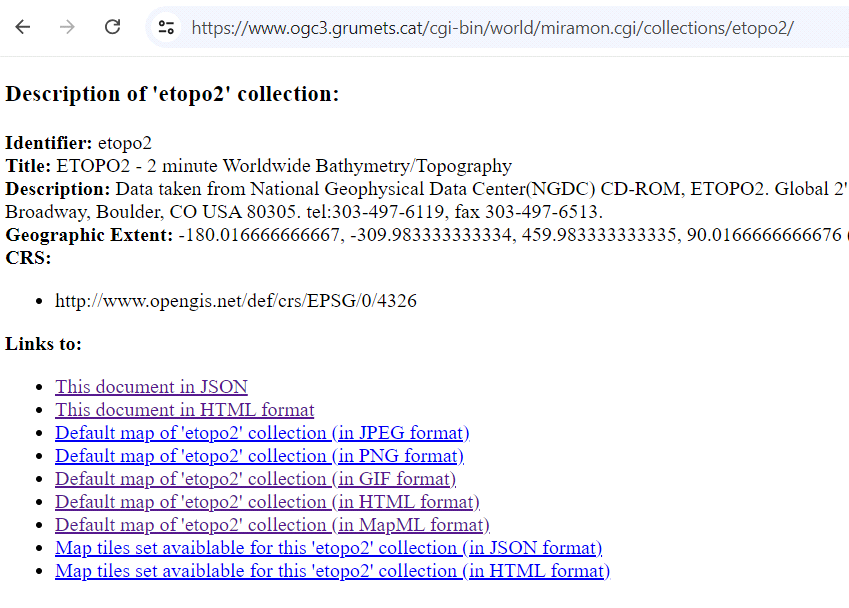 https://www.ogc3.grumets.cat/cgi-bin/world/miramon.cgi/collections/etopo2/
Description of 'etopo2' collection:
Identifier: etopo2
Title: ETOPO2 - 2 minute Worldwide Bathymetry/Topography
Description: Data taken from National Geophysical Data Center(NGDC) CD-ROM, ETOPO2. Global 2'
Broadway, Boulder, CO USA 80305. tel:303-497-6119, fax 303-497-6513.
Geographic Extent: -180.016666666667, -309.983333333334, 459.983333333335, 90.0166666666676 (
CRS:
• http://www.opengis.net/def/crs/EPSG/0/4326
Links to:
• This document in JSON
• This document in HTML format
• Default map of 'etopo2' collection (in JPEG format)
• Default map of 'etopo2' collection (in PNG format)
• Default map of 'etopo2' collection (in GIF format)
• Default map of 'etopo2' collection (in HTML format)
• Default map of 'etopo2' collection (in MapML format)
• Map tiles set avaiblable for this 'etopo2' collection (in JSON format)
• Map tiles set avaiblable for this 'etopo2' collection (in HTML format)